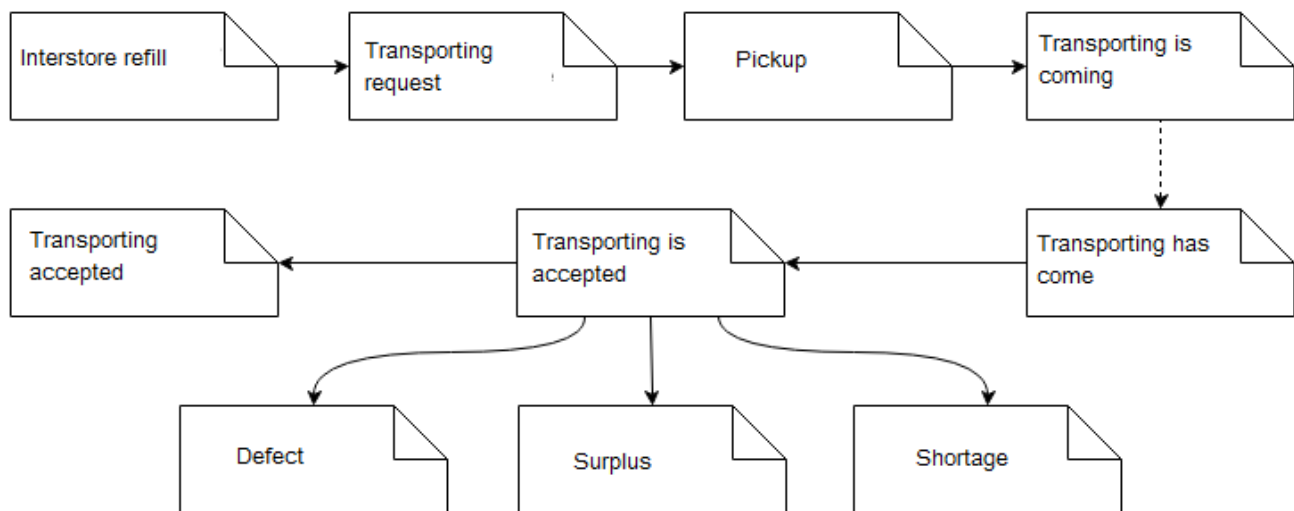 Interstore refill
Transporting
request
Pickup
Transporting is
coming
Transporting
accepted
Transporting is
accepted
Transporting has
come
Defect
Surplus
Shortage